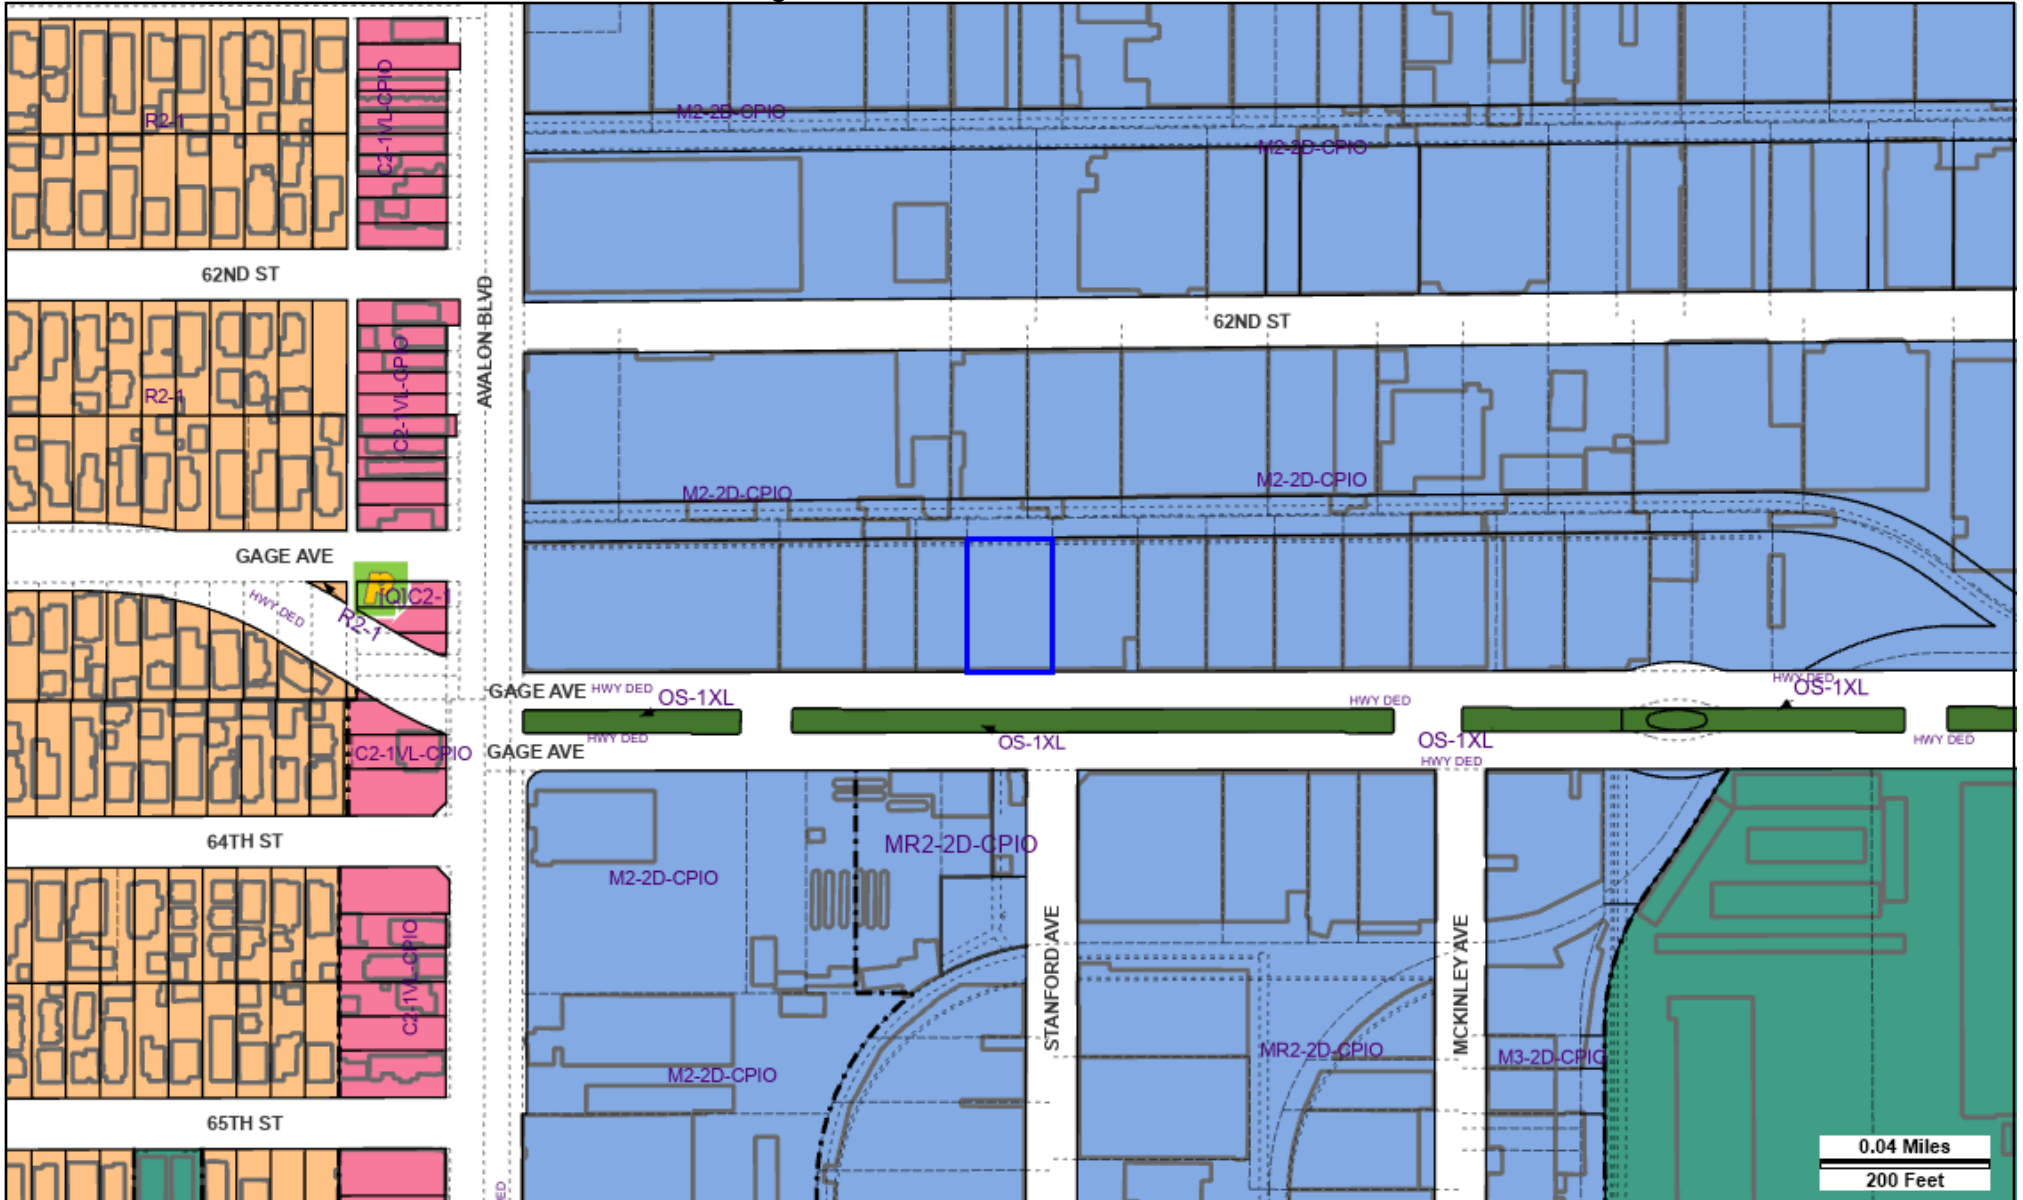 M2-2D-CPIO
R2-1
C2-1VL-CPIO
M2-2D-CPIO
62ND ST
AVALON BLVD
62ND ST
R2-1
C2-1VL-CPIO
M2-2D-CPIO
M2-2D-CPIO
GAGE AVE
P
[Q]C2-1
HWY DED
R2-1
GAGE AVE
HWY DED
OS-1XL
HWY DED
HWY DED
OS-1XL
HWY DED
GAGE AVE
OS-1XL
OS-1XL
HWY DED
HWY DED
C2-1VL-CPIO
64TH ST
MR2-2D-CPIO
M2-2D-CPIO
C2-1VL-CPIO
STANFORD AVE
MCKINLEY AVE
MR2-2D-CPIO
M3-2D-CPIO
M2-2D-CPIO
65TH ST
0.04 Miles
200 Feet